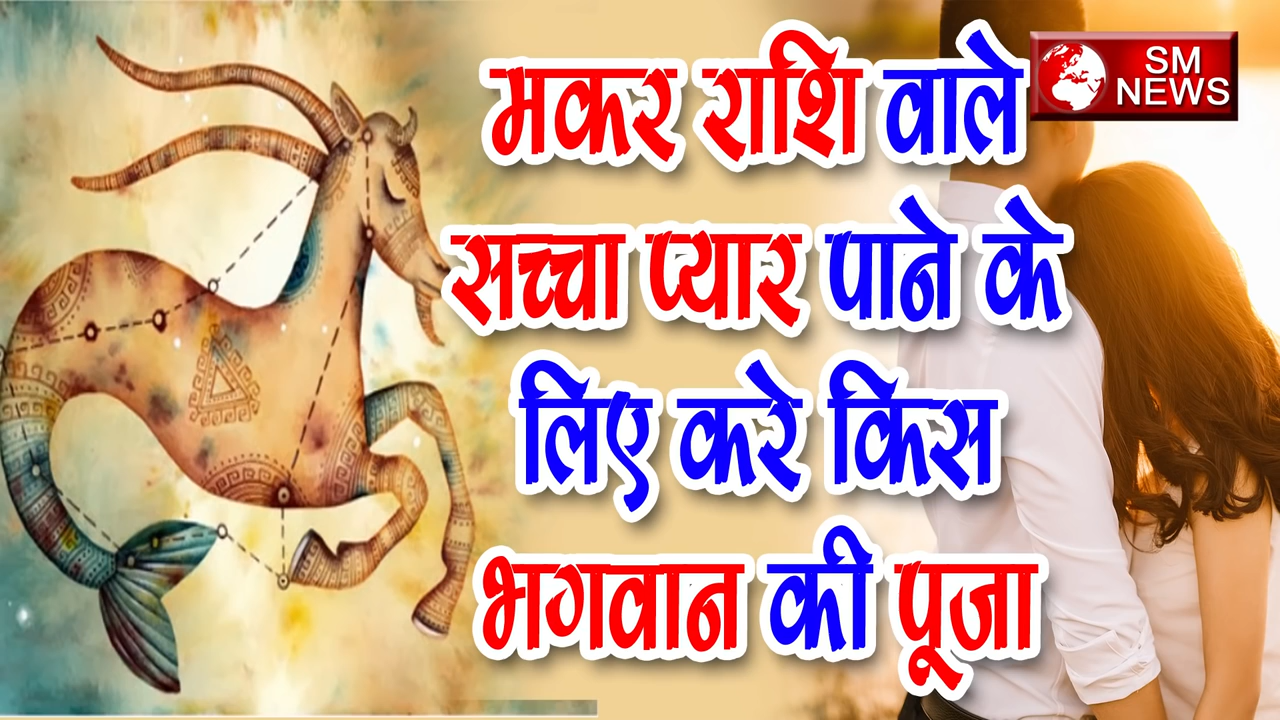 मकर राशि वाले
SM
NEWS
सच्चा प्यार पाने के
लिए करे किस
भगवान की पूजा